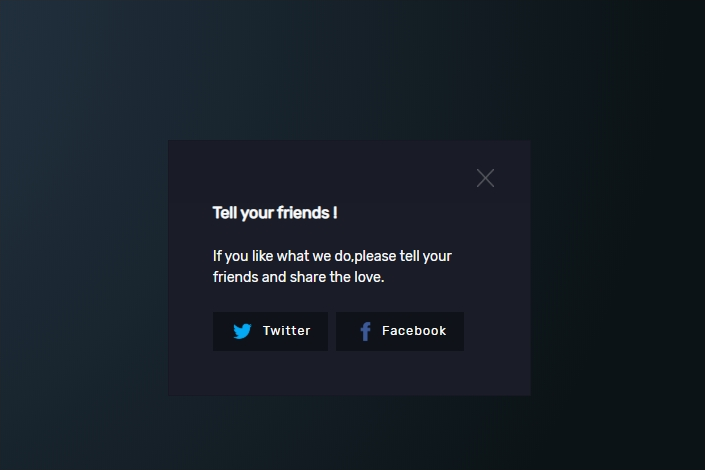 Tell your friends !
If you like what we do,please tell your
friends and share the love.
Twitter
Facebook